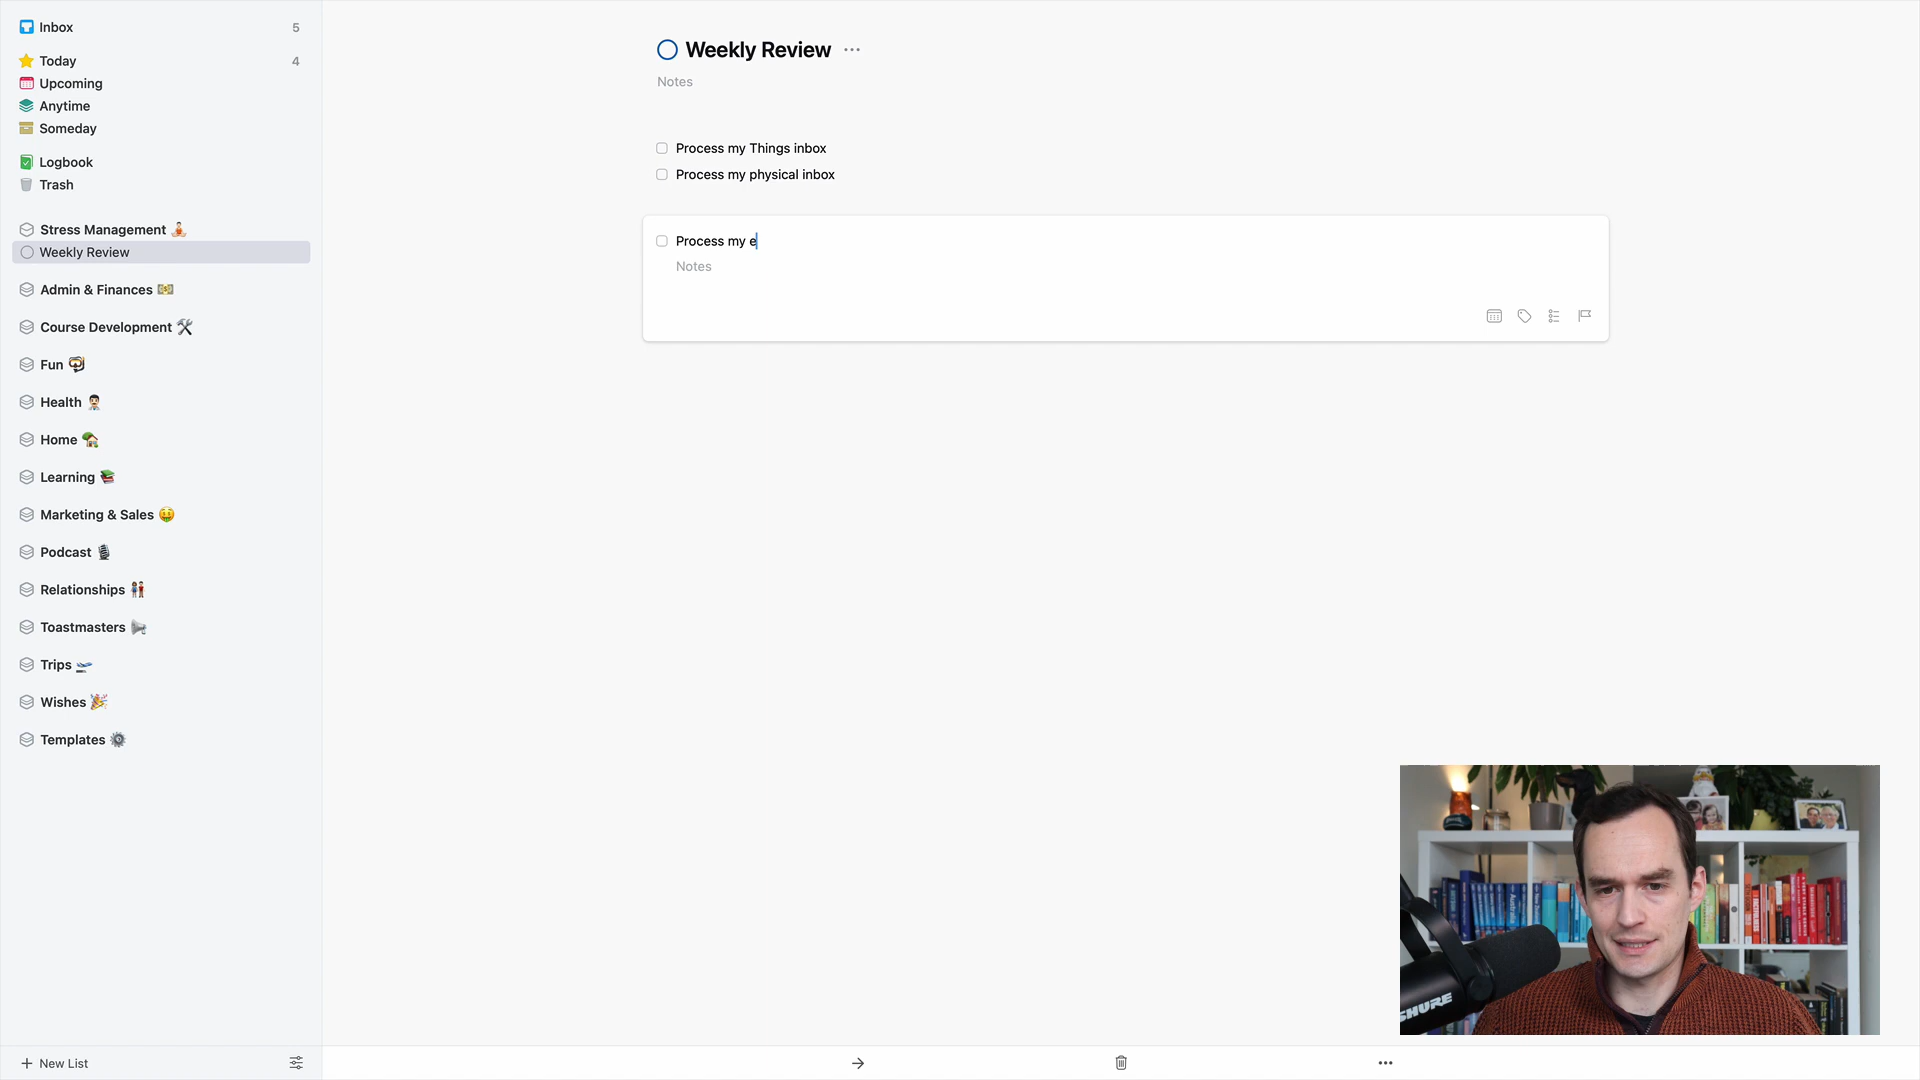 Inbox 5
Today 4
Upcoming
Anytime
Someday
Logbook
Trash
Stress Management
Weekly Review
Admin & Finances
Course Development
Fun
Health
Home
Learning
Marketing & Sales
Podcast
Relationships
Toastmasters
Trips
Wishes
Templates
New List
Weekly Review
Notes
Process my Things inbox
Process my physical inbox
Process my e
Notes
SHURE